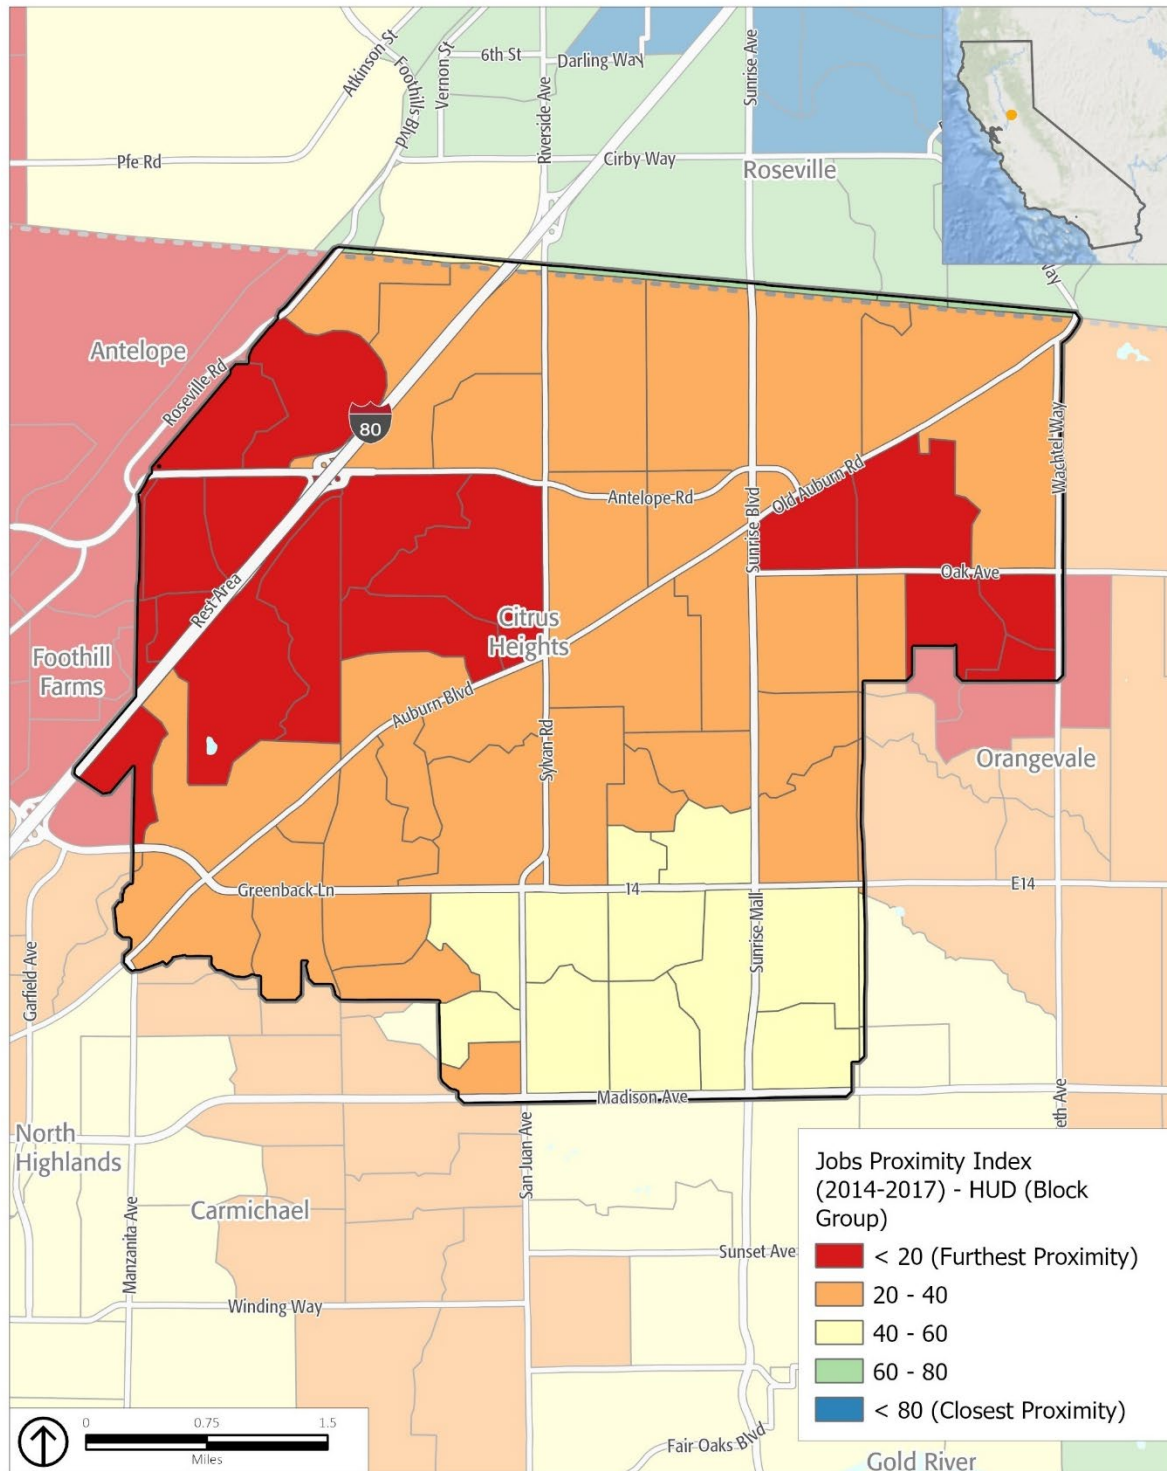 Atkinson St
Foothills Blvd
Vernon St
6th St
Riverside Ave
Darling Way
Sunrise Ave
Pfe Rd
Cirby Way
Roseville
Way
Antelope
Roseville Rd
80
Wachtel Way
Antelope Rd
Sunrise Blvd
Old Auburn Rd
Oak Ave
Rest Area
Citrus
Heights
Foothill
Farms
Auburn Blvd
Sylvan Rd
Orangevale
Greenback Ln
14
E14
Garfield Ave
Sunrise Mall
Madison Ave
eth Ave
North
Highlands
San Juan Ave
Carmichael
Manzanita Ave
Sunset Ave
Winding Way
Fair Oaks Blvd
Gold River
Jobs Proximity Index
(2014-2017) - HUD (Block
Group)
< 20 (Furthest Proximity)
20 - 40
40 - 60
60 - 80
< 80 (Closest Proximity)
0 0.75 1.5
Miles